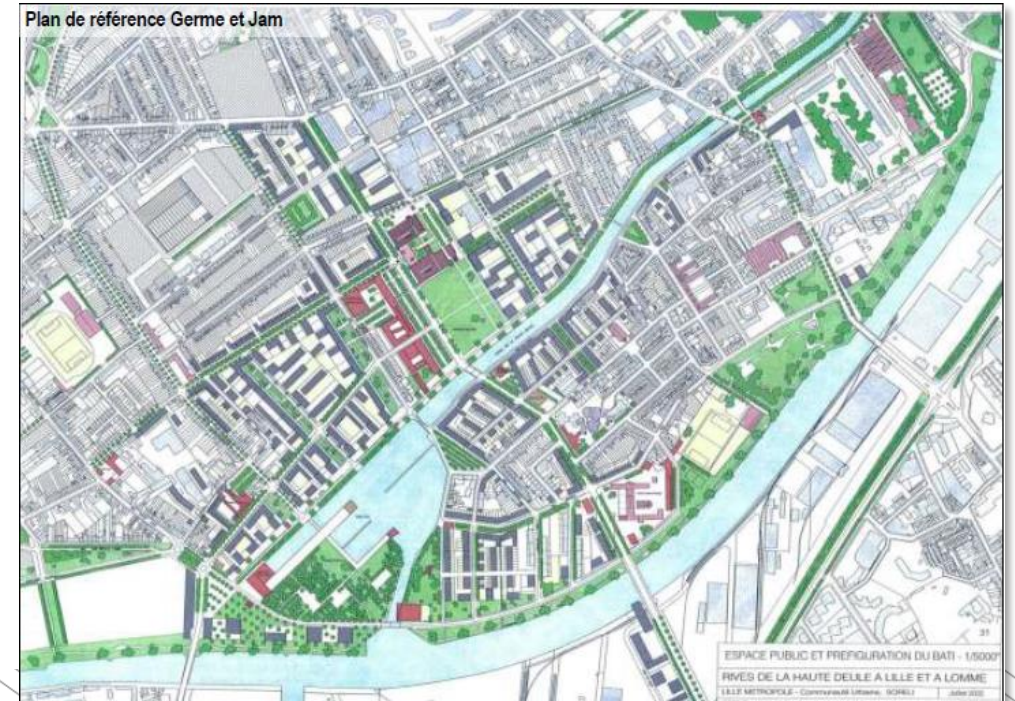 Plan de référence Germe et Jam
31
ESPACE PUBLIC ET PREFIGURATION DU BATI - 1/5000°
RIVES DE LA HAUTE DEULE A LILLE ET A LOMME
LILLE METROPOLE - Communauté Urbaine, SORELI